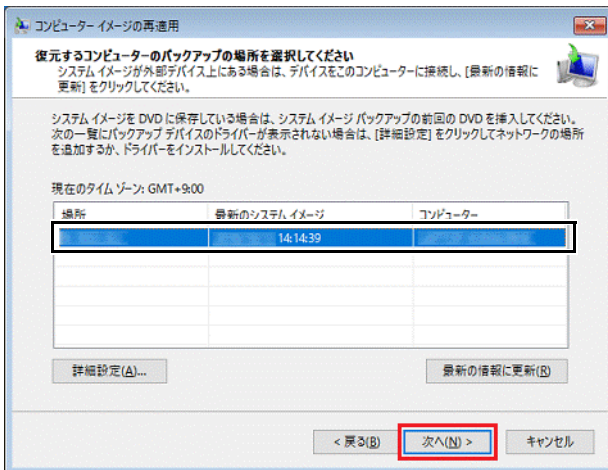 コンピューター イメージの再適用
復元するコンピューターのバックアップの場所を選択してください
システム イメージが外部デバイス上にある場合は、デバイスをこのコンピューターに接続し、[最新の情報に
更新] をクリックしてください。
システム イメージを DVD に保存している場合は、システム イメージ バックアップの前回の DVD を挿入してください。
次の一覧にバックアップ デバイスのドライバーが表示されない場合は、[詳細設定] をクリックしてネットワークの場所
を追加するか、ドライバーをインストールしてください。
現在のタイム ゾーン: GMT+9:00
場所 最新のシステム イメージ コンピューター
14:14:39
詳細設定(A)... 最新の情報に更新(R)
< 戻る(B) 次へ(N) > キャンセル